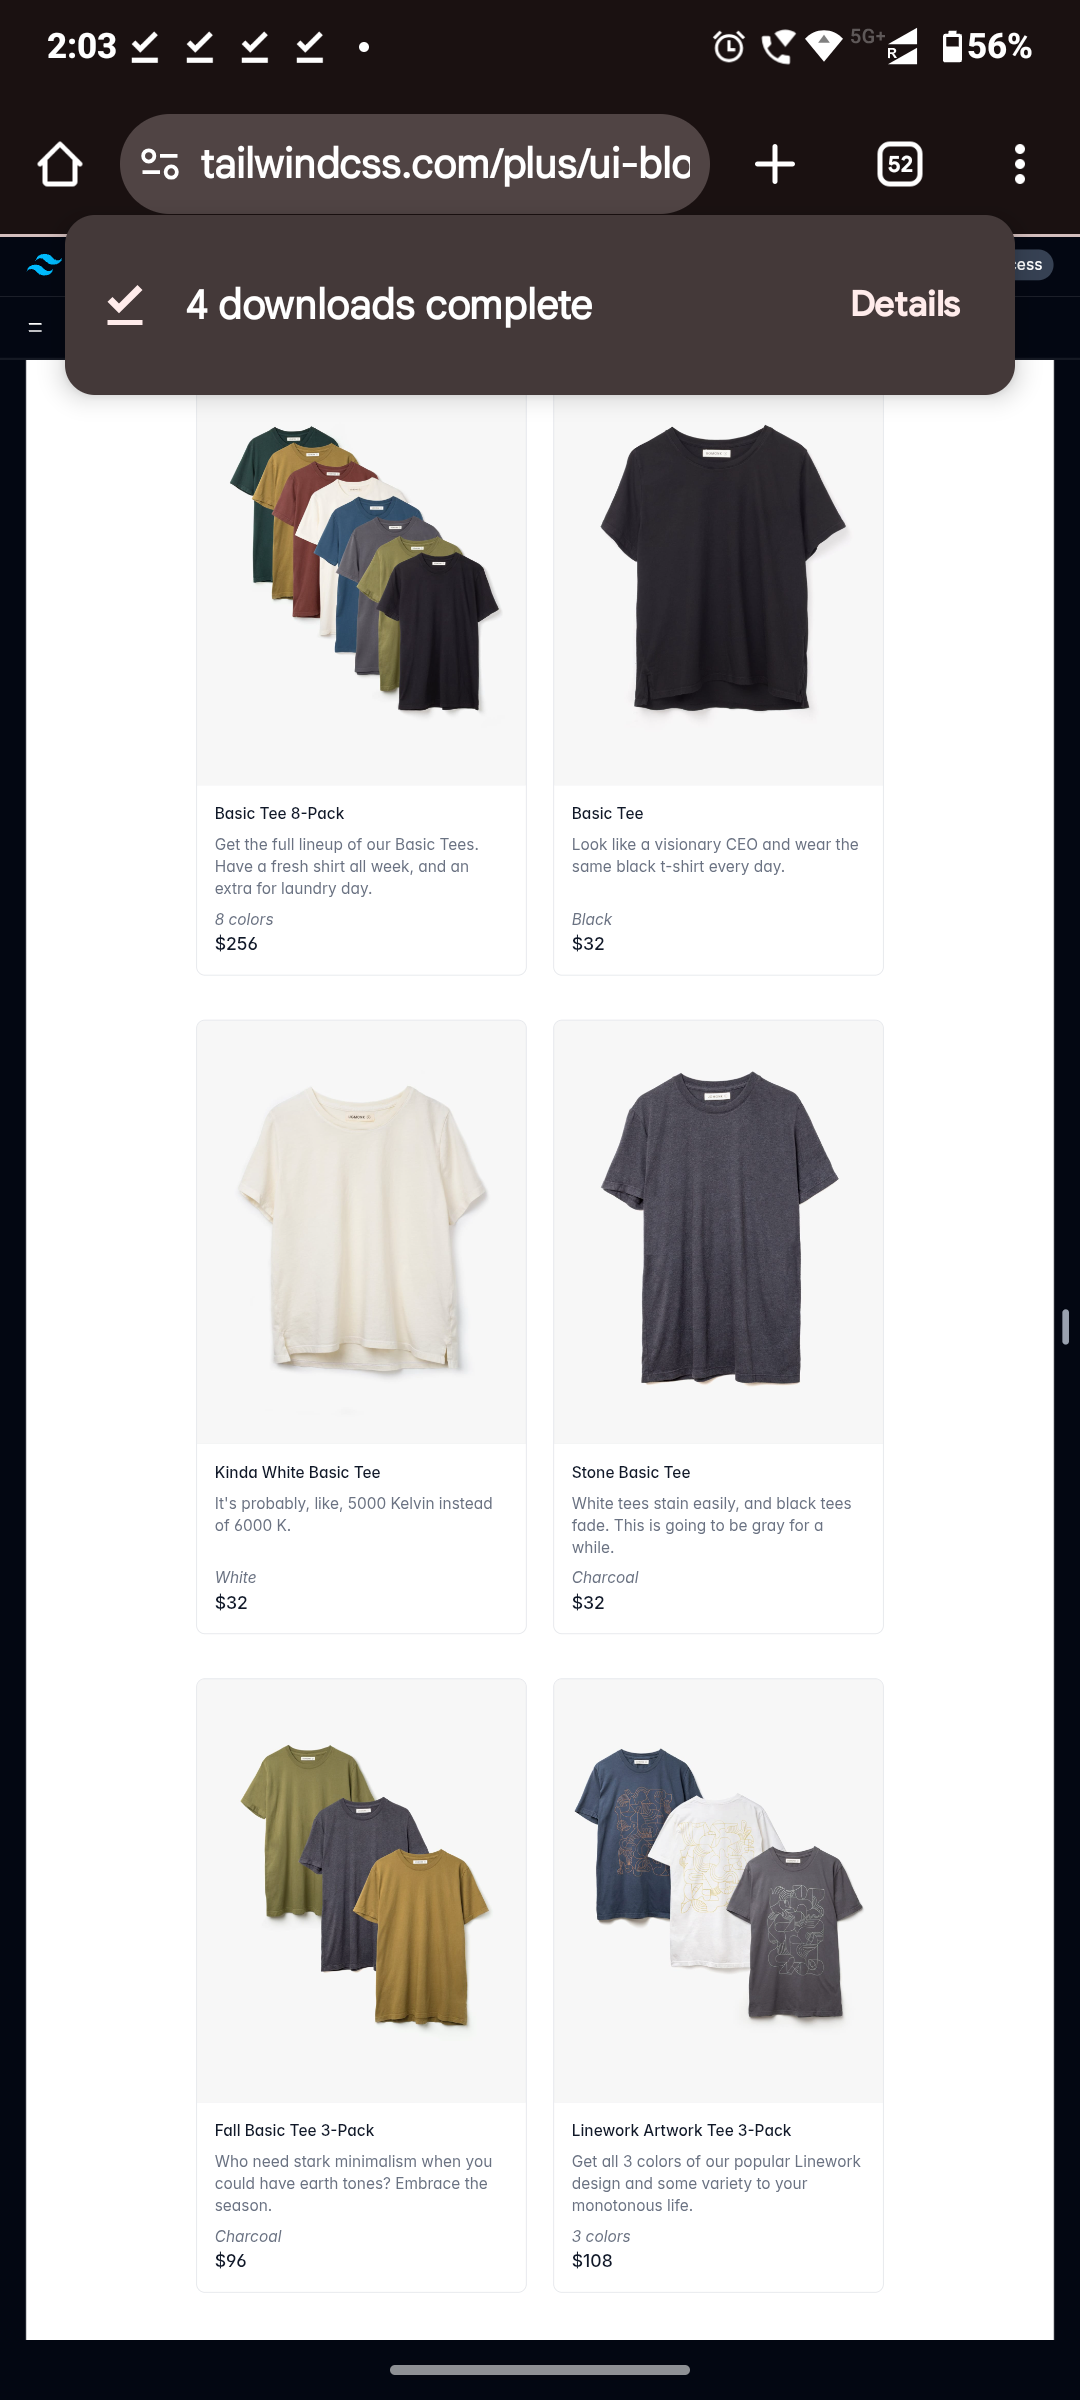 2:03
5G+
R
56%
tailwindcss.com/plus/ui-blo
52
4 downloads complete
Details
cess
Basic Tee 8-Pack
Get the full lineup of our Basic Tees.
Have a fresh shirt all week, and an
extra for laundry day.
8 colors
$256
Basic Tee
Look like a visionary CEO and wear the
same black t-shirt every day.
Black
$32
Kinda White Basic Tee
It's probably, like, 5000 Kelvin instead
of 6000 K.
White
$32
Stone Basic Tee
White tees stain easily, and black tees
fade. This is going to be gray for a
while.
Charcoal
$32
Fall Basic Tee 3-Pack
Who need stark minimalism when you
could have earth tones? Embrace the
season.
Charcoal
$96
Linework Artwork Tee 3-Pack
Get all 3 colors of our popular Linework
design and some variety to your
monotonous life.
3 colors
$108